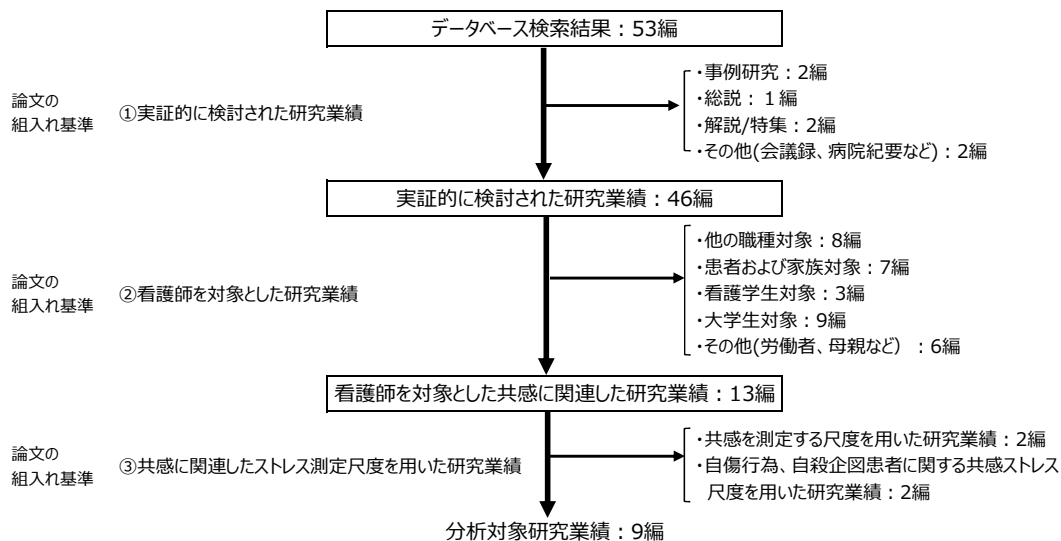 データベース検索結果：53編
論文の
組入れ基準
①実証的に検討された研究業績
・事例研究：2編
・総説：１編
・解説/特集：2編
・その他(会議録、病院紀要など)：2編
実証的に検討された研究業績：46編
論文の
組入れ基準
②看護師を対象とした研究業績
・他の職種対象：8編
・患者および家族対象：7編
・看護学生対象：3編
・大学生対象：9編
・その他(労働者、母親など）：6編
看護師を対象とした共感に関連した研究業績：13編
論文の
組入れ基準
③共感に関連したストレス測定尺度を用いた研究業績
・共感を測定する尺度を用いた研究業績：2編
・自傷行為、自殺企図患者に関する共感ストレス
尺度を用いた研究業績：2編
分析対象研究業績：9編